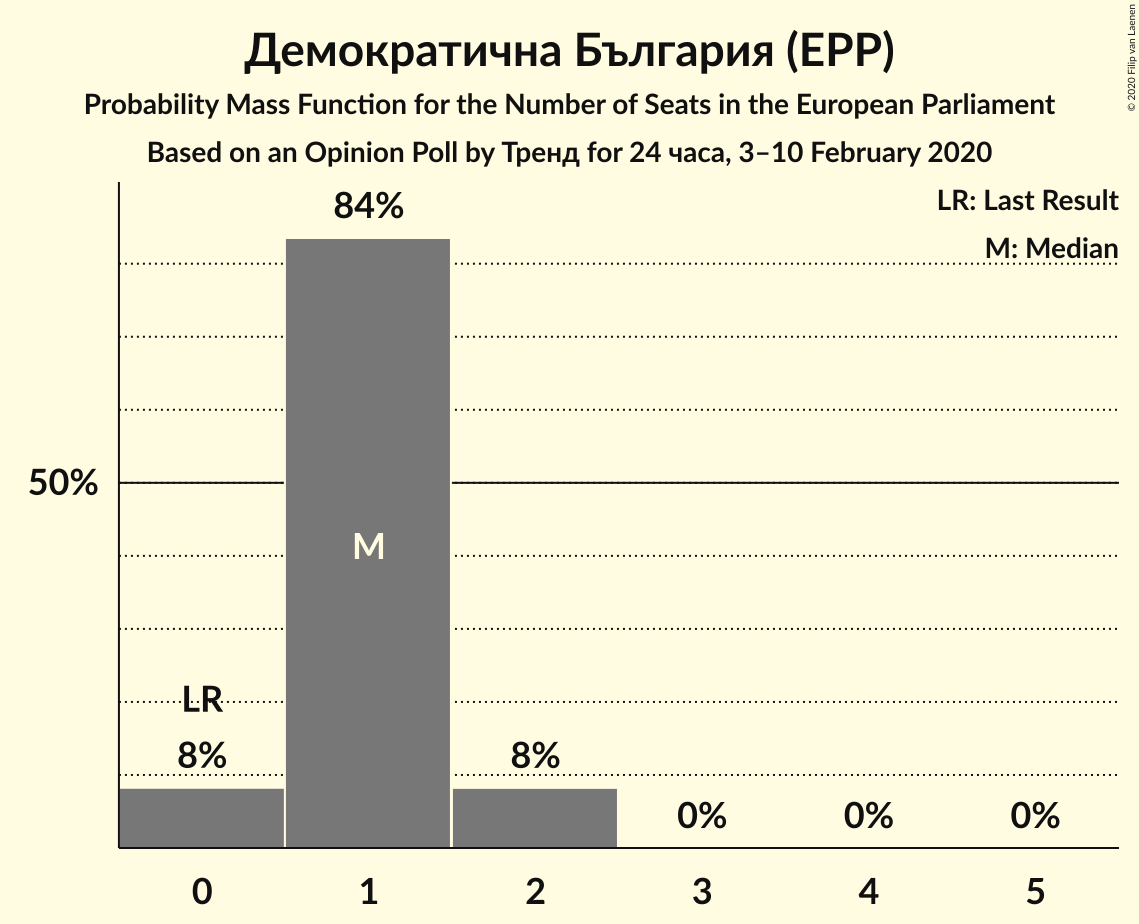 Демократична България (EPP)
Probability Mass Function for the Number of Seats in the European Parliament
Based on an Opinion Poll by Тренд for 24 часа, 3–10 February 2020
© 2020 Filip van Laenen
LR: Last Result
M: Median
84%
50%
M
LR
8%
8%
0%
0%
0%
0
1
2
3
4
5